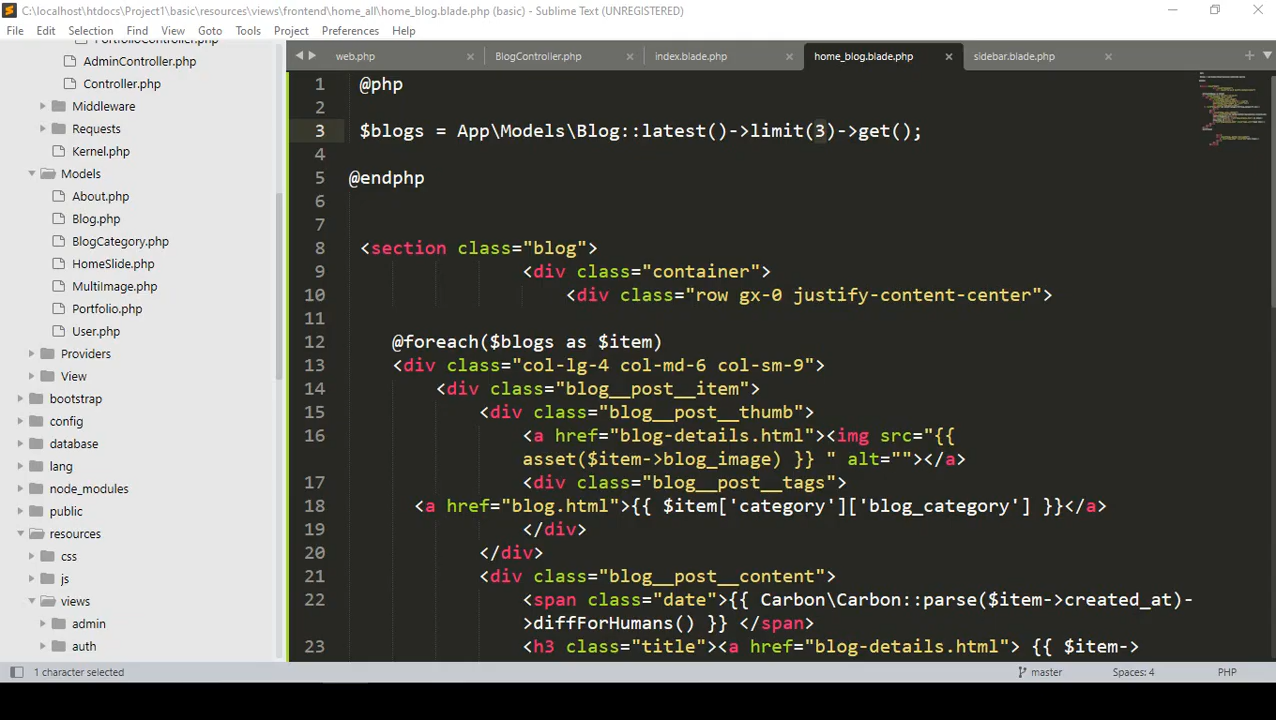 C:\localhost\htdocs\Project1\basic\resources\views\frontend\home_all\home_blog.blade.php (basic) - Sublime Text (UNREGISTERED)
File Edit Selection Find View Goto Tools Project Preferences Help
PortfolioController.php
AdminController.php
Controller.php
Middleware
Requests
Kernel.php
Models
About.php
Blog.php
BlogCategory.php
HomeSlide.php
MultiImage.php
Portfolio.php
User.php
Providers
View
bootstrap
config
database
lang
node_modules
public
resources
css
js
views
admin
auth
web.php BlogController.php index.blade.php home_blog.blade.php sidebar.blade.php
1 @php
2
3 $blogs = App\Models\Blog::latest()->limit(3)->get();
4
5 @endphp
6
7
8 <section class="blog">
9 <div class="container">
10 <div class="row gx-0 justify-content-center">
11
12 @foreach($blogs as $item)
13 <div class="col-lg-4 col-md-6 col-sm-9">
14 <div class="blog__post__item">
15 <div class="blog__post__thumb">
16 <a href="blog-details.html"><img src="{{
asset($item->blog_image) }} " alt=""></a>
17 <div class="blog__post__tags">
18 <a href="blog.html">{{ $item['category']['blog_category'] }}</a>
19 </div>
20 </div>
21 <div class="blog__post__content">
22 <span class="date">{{ Carbon\Carbon::parse($item->created_at)-
>diffForHumans() }} </span>
23 <h3 class="title"><a href="blog-details.html"> {{ $item->
1 character selected master Spaces: 4 PHP